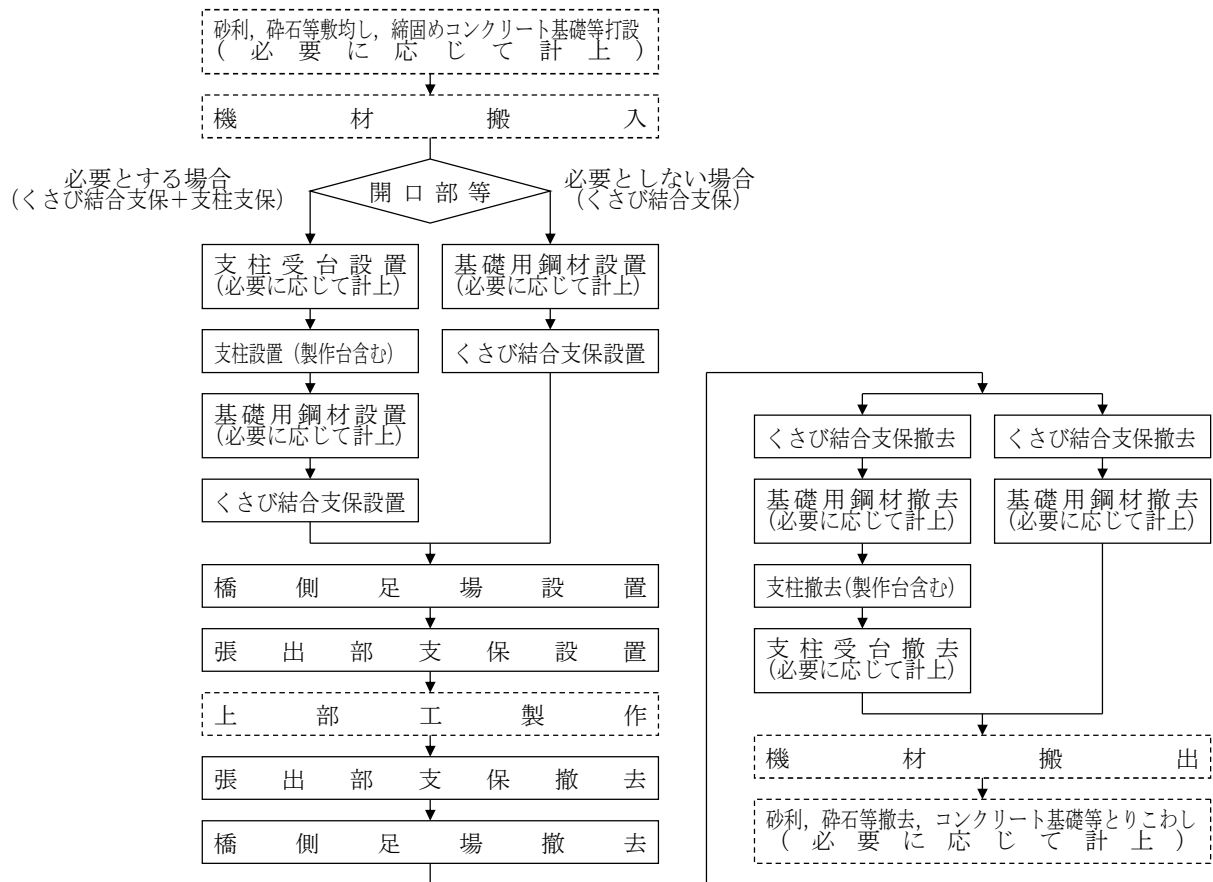 砂利，砕石等敷均し，締固めコンクリート基礎等打設
(必要に応じて計上)
機材搬入
開口部等
必要とする場合
(くさび結合支保＋支柱支保)
必要としない場合
(くさび結合支保)
支柱受台設置
(必要に応じて計上)
支柱設置（製作台含む）
基礎用鋼材設置
(必要に応じて計上)
くさび結合支保設置
基礎用鋼材設置
(必要に応じて計上)
くさび結合支保設置
橋側足場設置
張出部支保設置
上部工製作
張出部支保撤去
橋側足場撤去
くさび結合支保撤去
基礎用鋼材撤去
(必要に応じて計上)
支柱撤去(製作台含む)
支柱受台撤去
(必要に応じて計上)
くさび結合支保撤去
基礎用鋼材撤去
(必要に応じて計上)
機材搬出
砂利，砕石等撤去，コンクリート基礎等とりこわし
(必要に応じて計上)